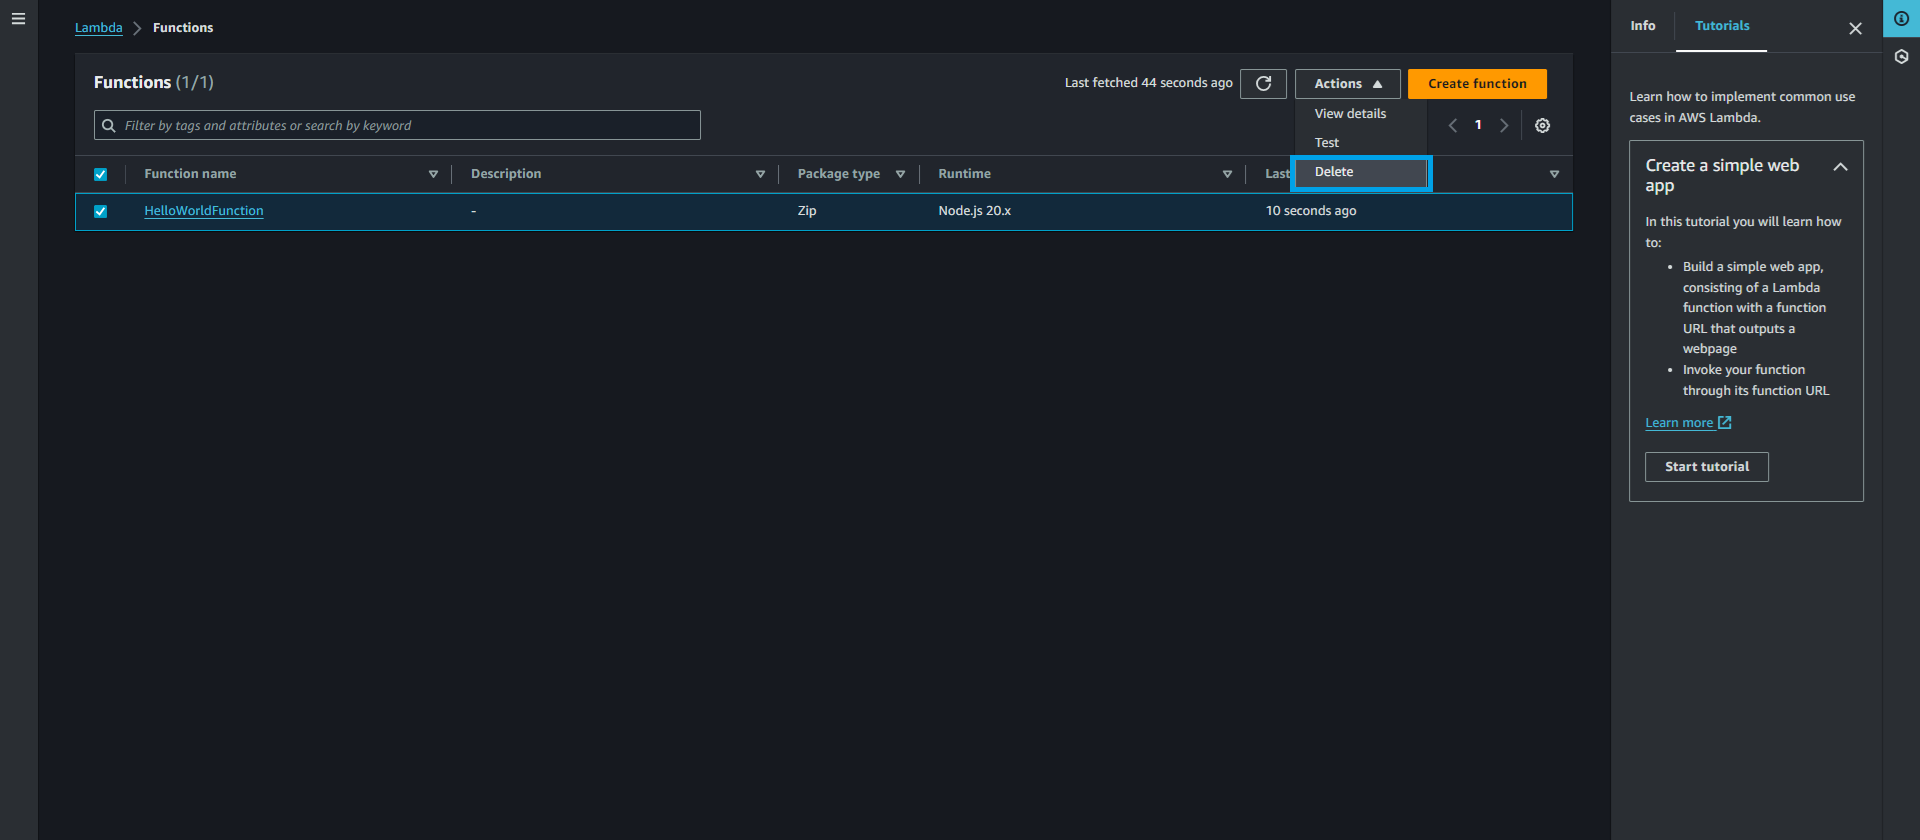 Lambda > Functions
Functions (1/1)
Last fetched 44 seconds ago
Actions
Create function
View details
Test
Delete
Filter by tags and attributes or search by keyword
1
Function name
Description
Package type
Runtime
Last
HelloWorldFunction
-
Zip
Node.js 20.x
10 seconds ago
Info
Tutorials
Learn how to implement common use
cases in AWS Lambda.
Create a simple web
app
In this tutorial you will learn how
to:
• Build a simple web app,
consisting of a Lambda
function with a function
URL that outputs a
webpage
• Invoke your function
through its function URL
Learn more
Start tutorial